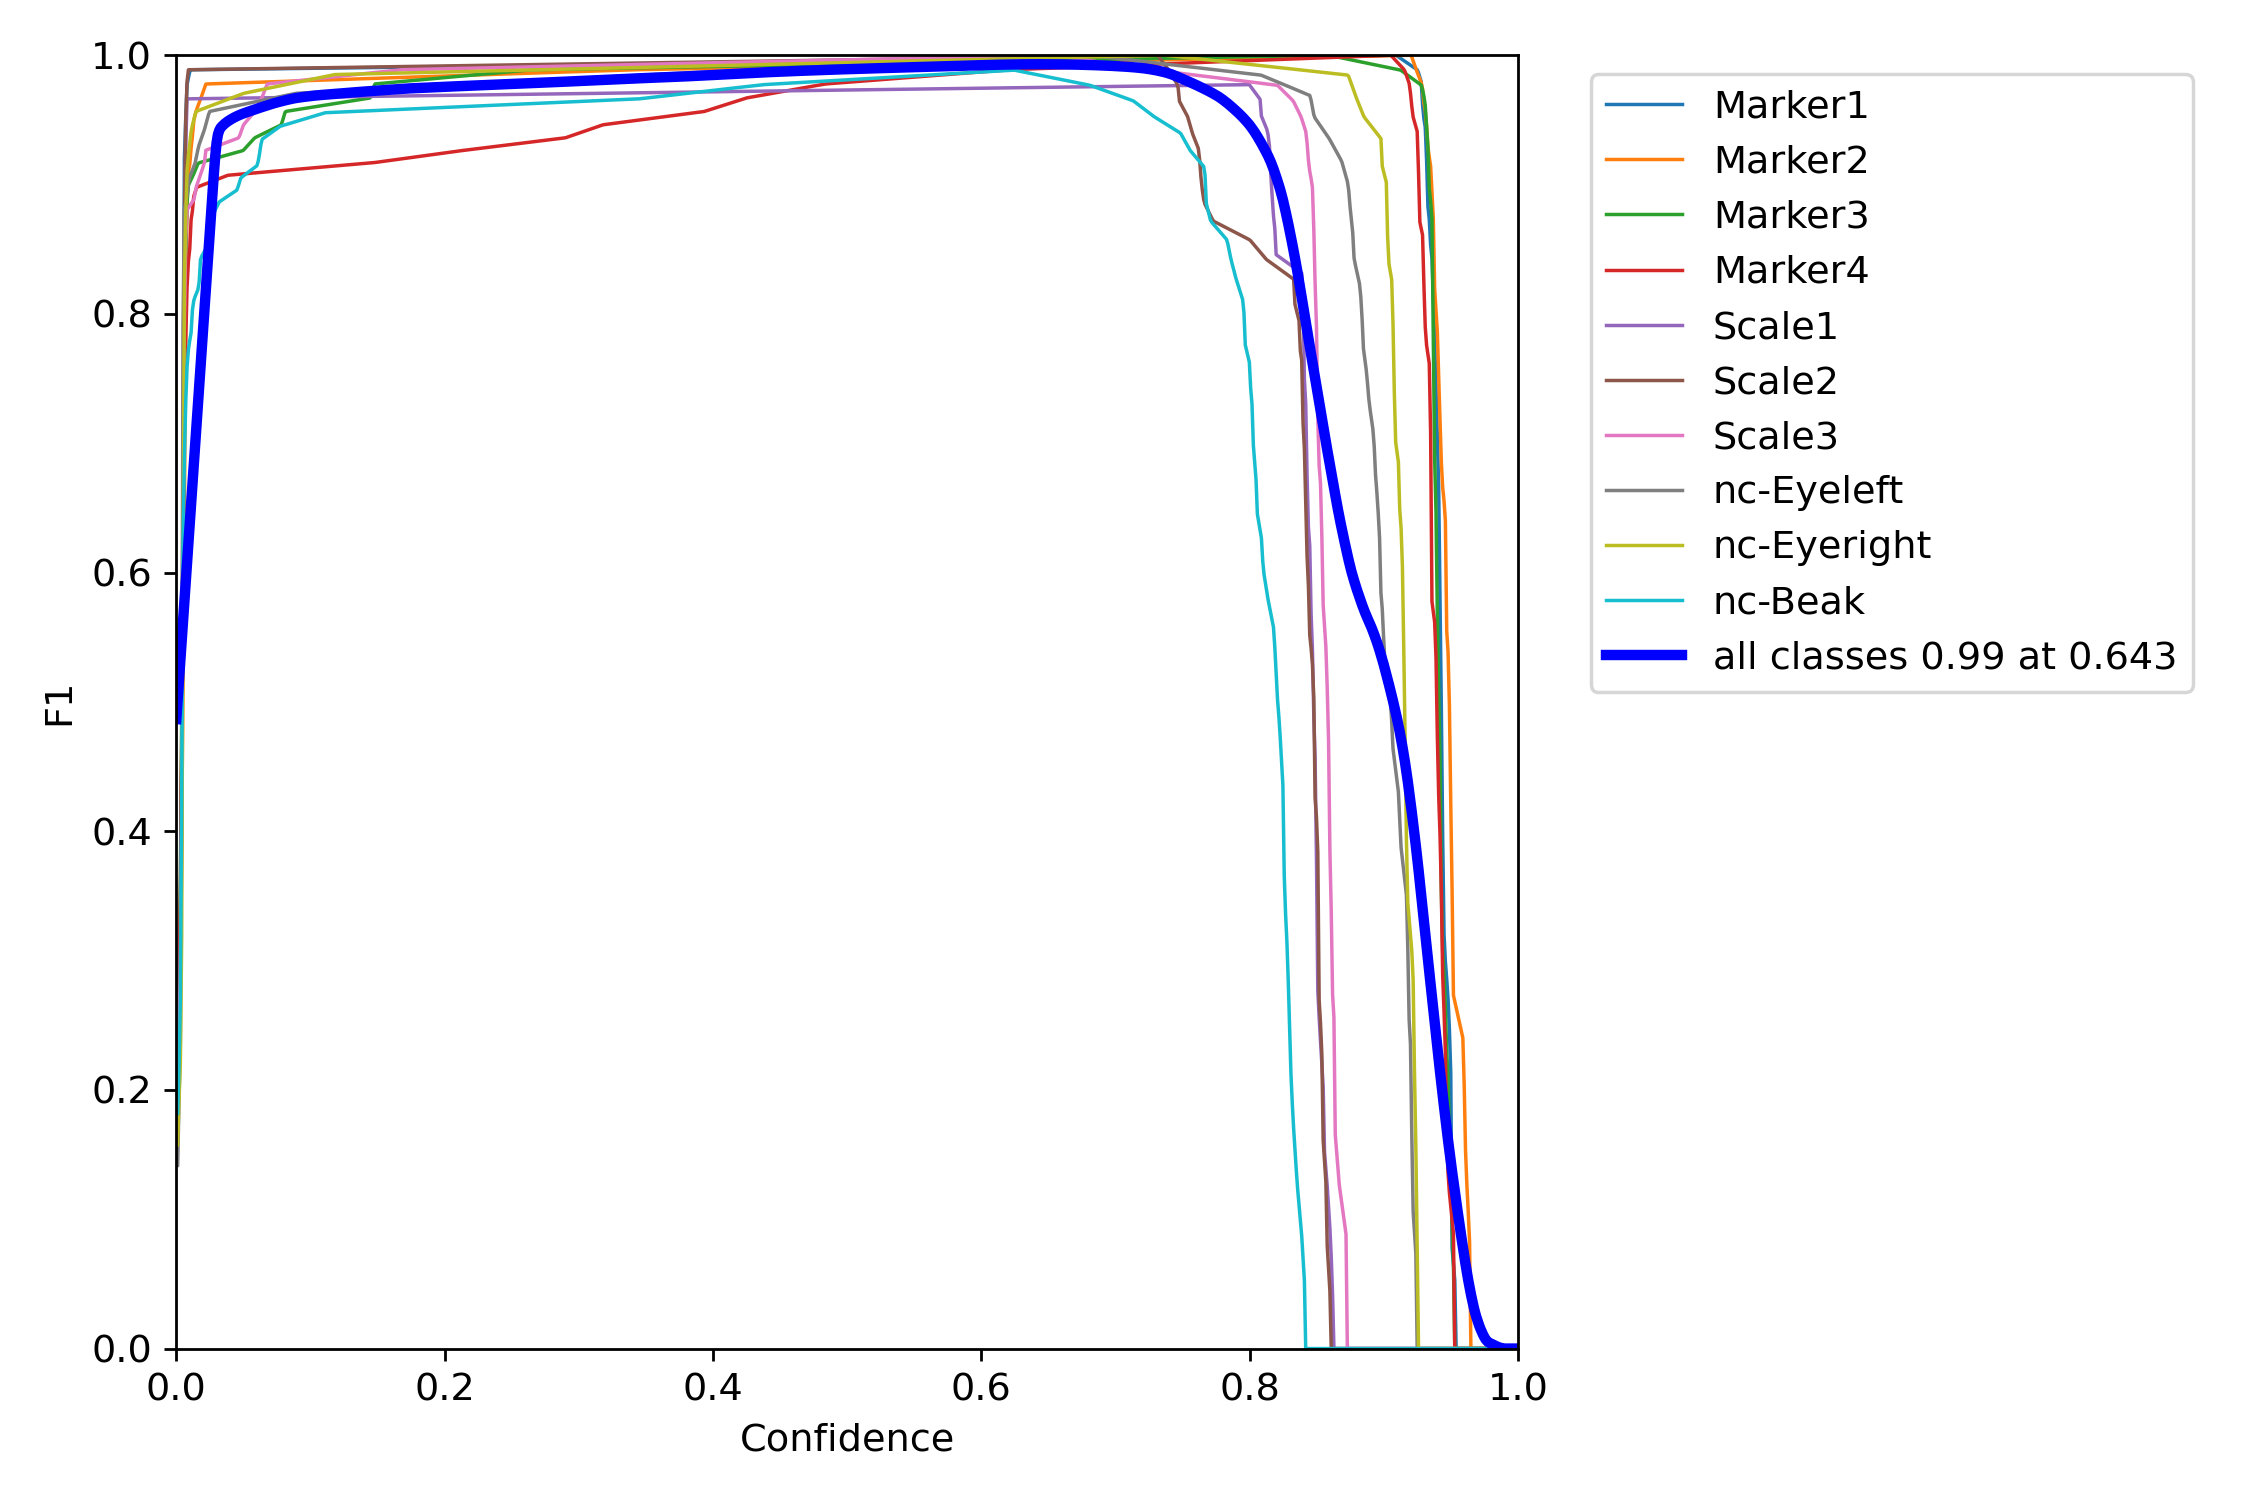 1.0
0.8
0.6
0.4
0.2
0.0
F1
0.0 0.2 0.4 0.6 0.8 1.0
Confidence
Marker1
Marker2
Marker3
Marker4
Scale1
Scale2
Scale3
nc-Eyeleft
nc-Eyeright
nc-Beak
all classes 0.99 at 0.643